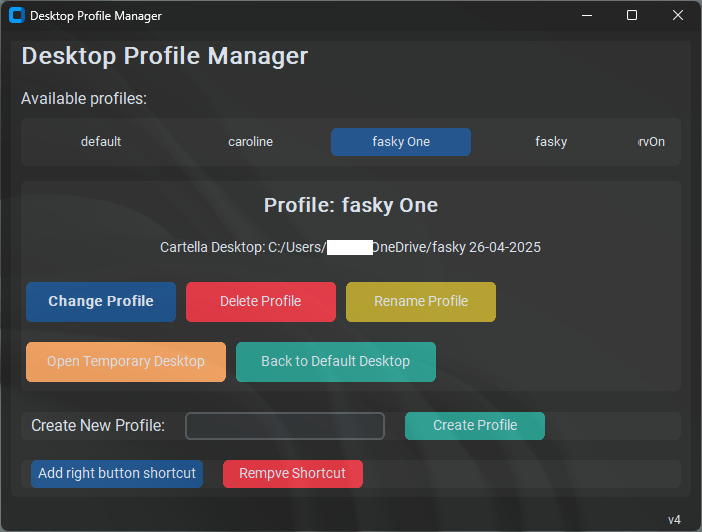 Desktop Profile Manager
Desktop Profile Manager
Available profiles:
default caroline fasky One fasky rvOn
Profile: fasky One
Cartella Desktop: C:/Users/ OneDrive/fasky 26-04-2025
Change Profile Delete Profile Rename Profile
Open Temporary Desktop Back to Default Desktop
Create New Profile: Create Profile
Add right button shortcut Rempve Shortcut
v4